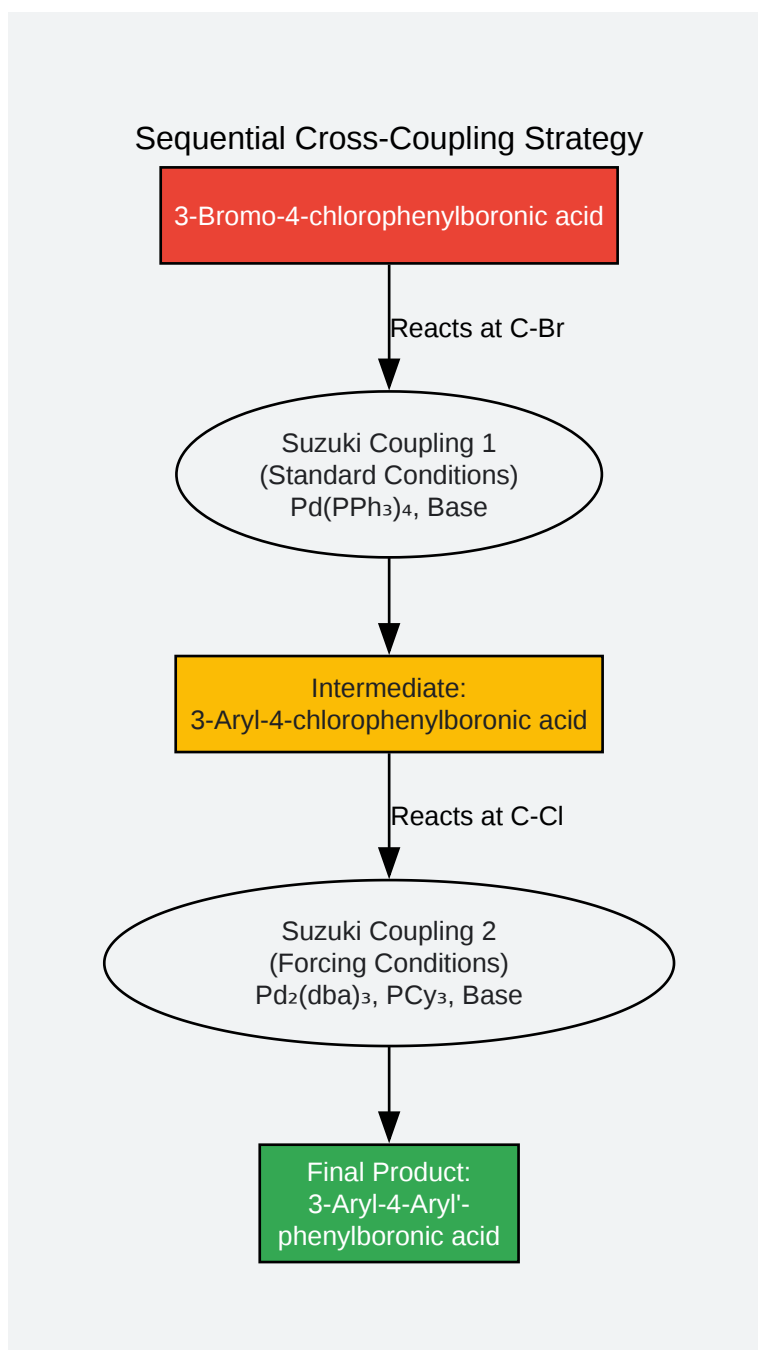 Sequential Cross-Coupling Strategy
3-Bromo-4-chlorophenylboronic acid
Reacts at C-Br
Suzuki Coupling 1
(Standard Conditions)
Pd(PPh₃)₄, Base
Intermediate:
3-Aryl-4-chlorophenylboronic acid
Reacts at C-Cl
Suzuki Coupling 2
(Forcing Conditions)
Pd₂(dba)₃, PCy₃, Base
Final Product:
3-Aryl-4-Aryl'-
phenylboronic acid